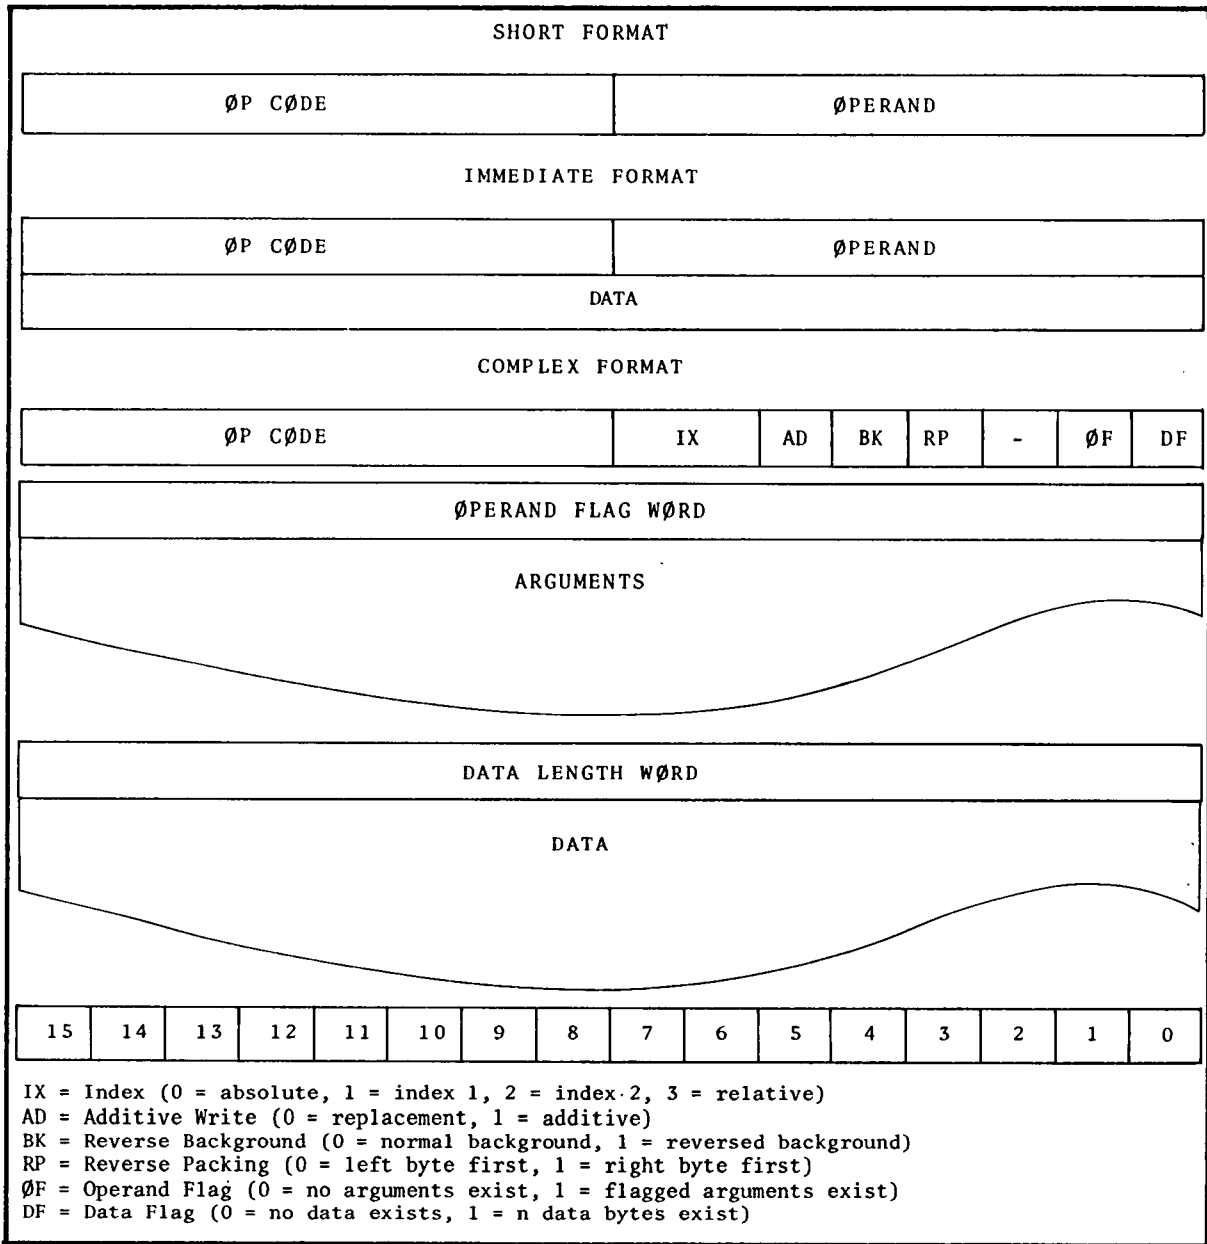 SHORT FORMAT
ØP CØDE ØPERAND
IMMEDIATE FORMAT
ØP CØDE ØPERAND
DATA
COMPLEX FORMAT
ØP CØDE IX AD BK RP - ØF DF
ØPERAND FLAG WØRD
ARGUMENTS
DATA LENGTH WØRD
DATA
15 14 13 12 11 10 9 8 7 6 5 4 3 2 1 0
IX = Index (0 = absolute, 1 = index 1, 2 = index 2, 3 = relative)
AD = Additive Write (0 = replacement, 1 = additive)
BK = Reverse Background (0 = normal background, 1 = reversed background)
RP = Reverse Packing (0 = left byte first, 1 = right byte first)
ØF = Operand Flag (0 = no arguments exist, 1 = flagged arguments exist)
DF = Data Flag (0 = no data exists, 1 = n data bytes exist)